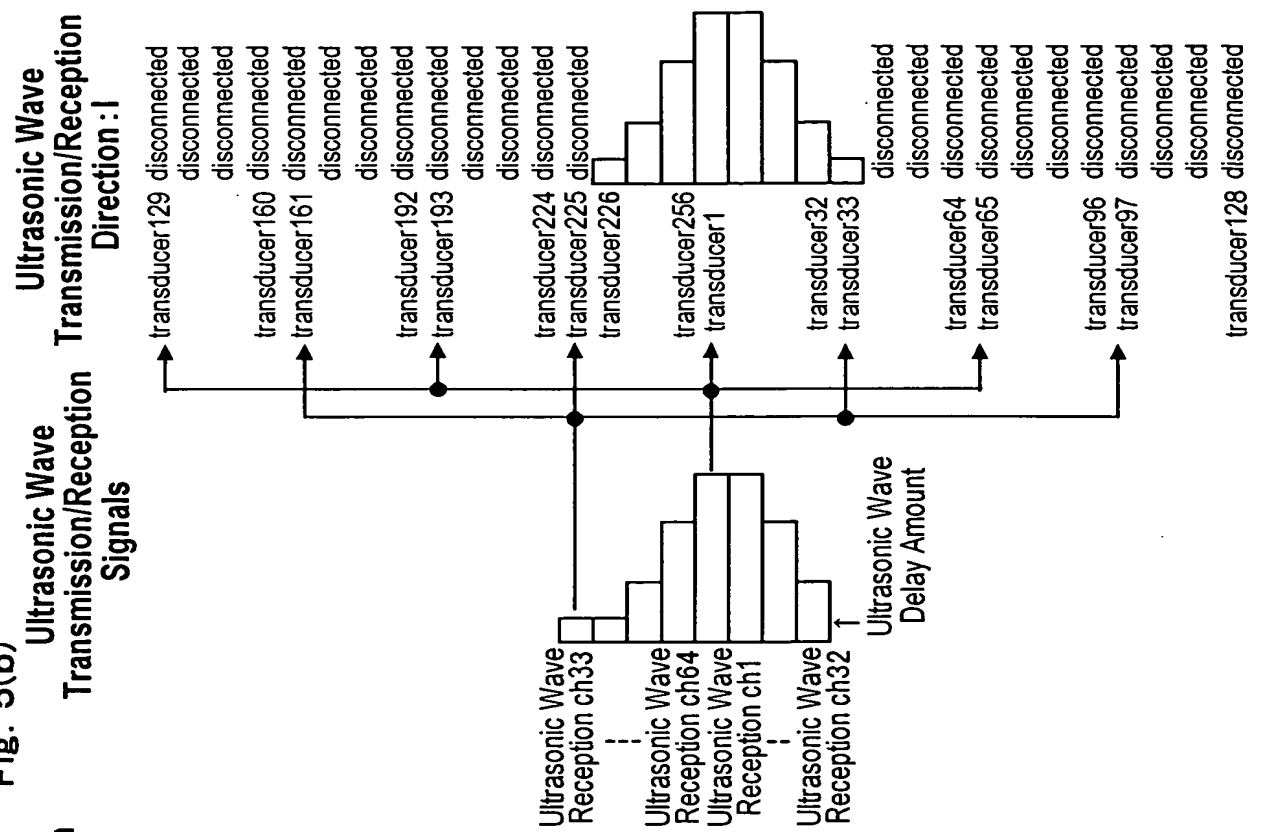 Fig. 5(b)
Ultrasonic Wave
Transmission/Reception
Signals
Ultrasonic Wave
Transmission/Reception
Direction : I
transducer129 disconnected
disconnected
disconnected
transducer160 disconnected
transducer161 disconnected
disconnected
disconnected
transducer192 disconnected
transducer193 disconnected
disconnected
disconnected
transducer224 disconnected
transducer225 disconnected
transducer226
transducer256
transducer1
transducer32
transducer33
disconnected
disconnected
transducer64 disconnected
transducer65 disconnected
disconnected
disconnected
transducer96 disconnected
transducer97 disconnected
disconnected
disconnected
transducer128 disconnected
Ultrasonic Wave
Reception ch33
Ultrasonic Wave
Reception ch64
Ultrasonic Wave
Reception ch1
Ultrasonic Wave
Reception ch32
Ultrasonic Wave
Delay Amount